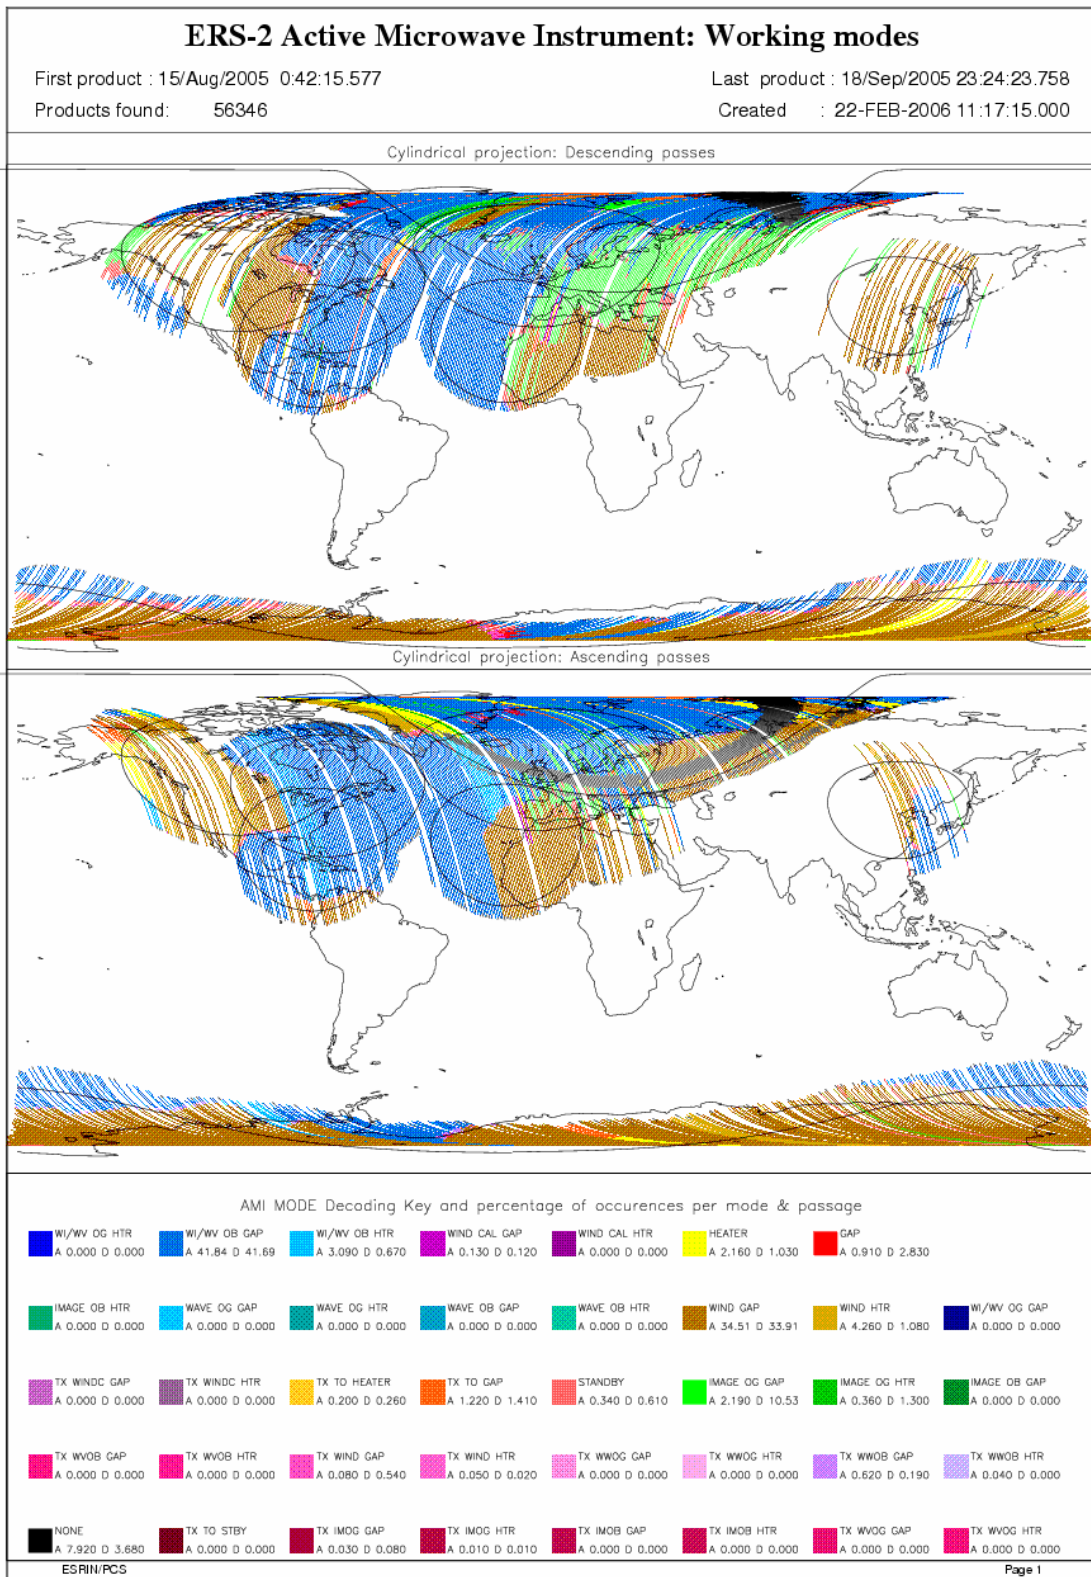 ERS-2 Active Microwave Instrument: Working modes
First product : 15/Aug/2005 0:42:15.577
Last product : 18/Sep/2005 23:24:23.758
Products found: 56346
Created : 22-FEB-2006 11:17:15.000
Cylindrical projection: Descending passes
Cylindrical projection: Ascending passes
AMI MODE Decoding Key and percentage of occurences per mode & passage
WI/WV OG HTR WI/WV OB GAP WI/WV OB HTR WIND CAL GAP WIND CAL HTR HEATER GAP
A 0.000 D 0.000 A 41.84 D 41.69 A 3.090 D 0.670 A 0.130 D 0.120 A 0.000 D 0.000 A 2.160 D 1.030 A 0.910 D 2.830
IMAGE OB HTR WAVE OG GAP WAVE OG HTR WAVE OB GAP WAVE OB HTR WIND GAP WIND HTR WI/WV OG GAP
A 0.000 D 0.000 A 0.000 D 0.000 A 0.000 D 0.000 A 0.000 D 0.000 A 0.000 D 0.000 A 34.51 D 33.91 A 4.260 D 1.080 A 0.000 D 0.000
TX WINDC GAP TX WINDC HTR TX TO HEATER TX TO GAP STANDBY IMAGE OG GAP IMAGE OG HTR IMAGE OB GAP
A 0.000 D 0.000 A 0.000 D 0.000 A 0.200 D 0.260 A 1.220 D 1.410 A 0.340 D 0.610 A 2.190 D 10.53 A 0.360 D 1.300 A 0.000 D 0.000
TX WVOB GAP TX WVOB HTR TX WIND GAP TX WIND HTR TX WWOG GAP TX WWOG HTR TX WWOB GAP TX WWOB HTR
A 0.000 D 0.000 A 0.000 D 0.000 A 0.080 D 0.540 A 0.050 D 0.020 A 0.000 D 0.000 A 0.000 D 0.000 A 0.620 D 0.190 A 0.040 D 0.000
NONE TX TO STBY TX IMOG GAP TX IMOG HTR TX IMOB GAP TX IMOB HTR TX WVOG GAP TX WVOG HTR
A 7.920 D 3.680 A 0.000 D 0.000 A 0.030 D 0.080 A 0.010 D 0.010 A 0.000 D 0.000 A 0.000 D 0.000 A 0.000 D 0.000 A 0.000 D 0.000
ESRIN/PCS
Page 1